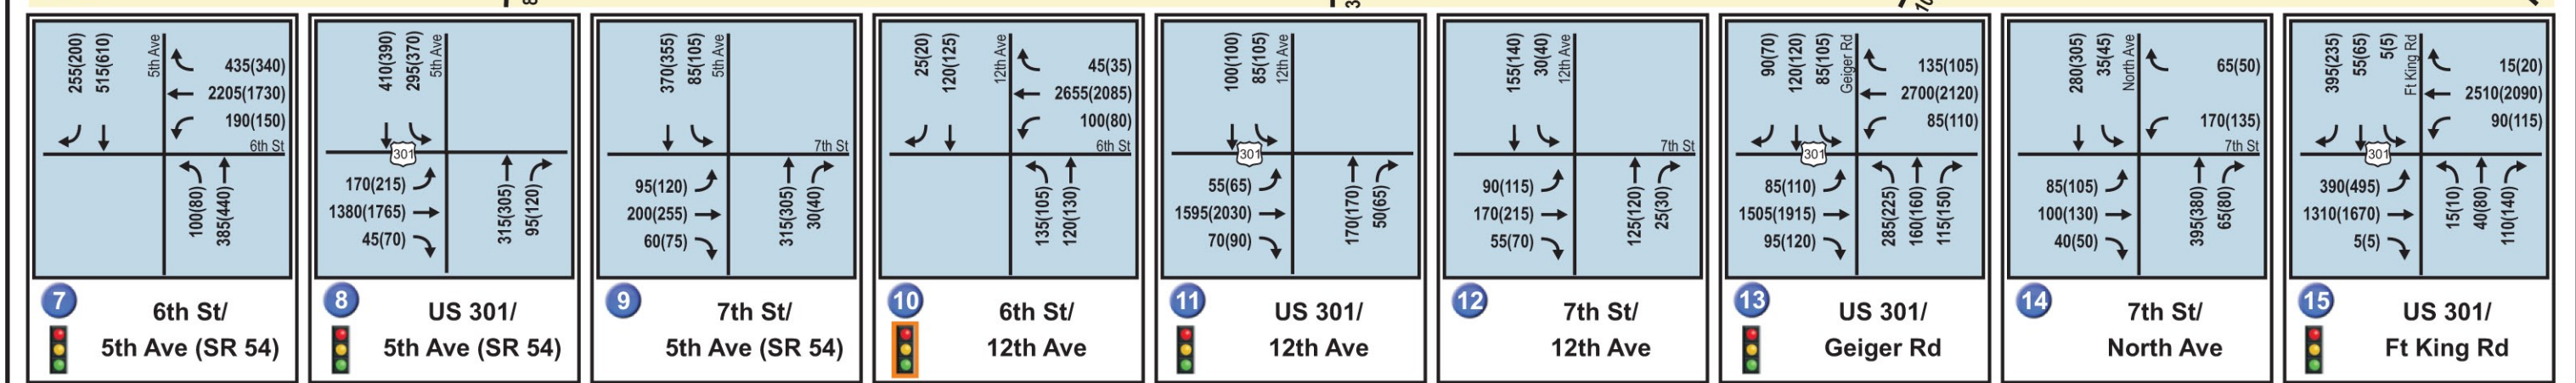 255(200)
515(610)
5th Ave
435(340)
2205(1730)
190(150)
6th St
100(80)
385(440)
7
6th St/
5th Ave (SR 54)
410(390)
295(370)
5th Ave
301
170(215)
1380(1765)
45(70)
315(305)
95(120)
8
US 301/
5th Ave (SR 54)
370(355)
85(105)
5th Ave
7th St
95(120)
200(255)
60(75)
315(305)
30(40)
9
7th St/
5th Ave (SR 54)
25(20)
120(125)
12th Ave
45(35)
2655(2085)
100(80)
6th St
135(105)
120(130)
10
6th St/
12th Ave
100(100)
85(105)
12th Ave
301
55(65)
1595(2030)
70(90)
170(170)
50(65)
11
US 301/
12th Ave
155(140)
30(40)
12th Ave
7th St
90(115)
170(215)
55(70)
125(120)
25(30)
12
7th St/
12th Ave
90(70)
120(120)
85(105)
Geiger Rd
135(105)
2700(2120)
85(110)
301
85(110)
1505(1915)
95(120)
285(225)
160(160)
115(150)
13
US 301/
Geiger Rd
280(305)
35(45)
North Ave
65(50)
170(135)
7th St
85(105)
100(130)
40(50)
395(380)
65(80)
14
7th St/
North Ave
395(235)
55(65)
5(5)
Ft King Rd
15(20)
2510(2090)
90(115)
301
390(495)
1310(1670)
5(5)
15(10)
40(80)
110(140)
15
US 301/
Ft King Rd